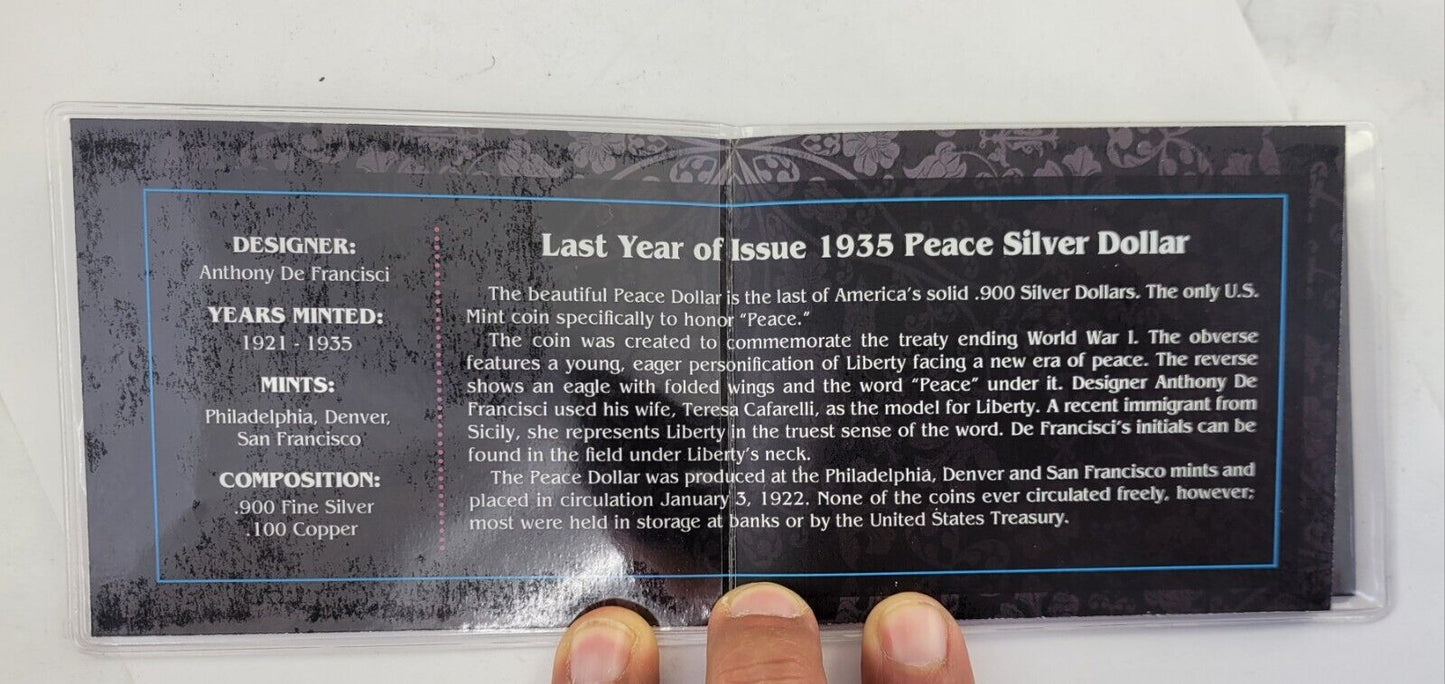 DESIGNER:
Anthony De Francisci
YEARS MINTED:
1921 - 1935
MINTS:
Philadelphia, Denver,
San Francisco
COMPOSITION:
.900 Fine Silver
.100 Copper
Last Year of Issue 1935 Peace Silver Dollar
The beautiful Peace Dollar is the last of America's solid .900 Silver Dollars. The only U.S.
Mint coin specifically to honor "Peace."
The coin was created to commemorate the treaty ending World War I. The obverse
features a young, eager personification of Liberty facing a new era of peace. The reverse
shows an eagle with folded wings and the word "Peace" under it. Designer Anthony De
Francisci used his wife, Teresa Cafarelli, as the model for Liberty. A recent immigrant from
Sicily, she represents Liberty in the truest sense of the word. De Francisci's initials can be
found in the field under Liberty's neck.
The Peace Dollar was produced at the Philadelphia, Denver and San Francisco mints and
placed in circulation January 3, 1922. None of the coins ever circulated freely, however;
most were held in storage at banks or by the United States Treasury.